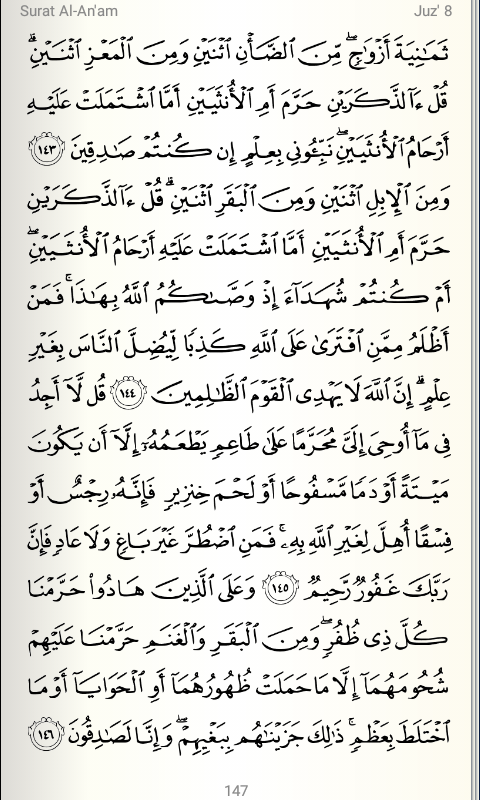 Surat Al-An'am
Juz' 8
ثَمَٰنِيَةَ أَزْوَٰجٍۖ مِّنَ ٱلضَّأْنِ ٱثْنَيْنِ وَمِنَ ٱلْمَعْزِ ٱثْنَيْنِۗ
قُلْ ءَآلذَّكَرَيْنِ حَرَّمَ أَمِ ٱلْأُنثَيَيْنِ أَمَّا ٱشْتَمَلَتْ عَلَيْهِ
أَرْحَامُ ٱلْأُنثَيَيْنِۖ نَبِّـُٔونِى بِعِلْمٍ إِن كُنتُمْ صَٰدِقِينَ ١٤٣
وَمِنَ ٱلْإِبِلِ ٱثْنَيْنِ وَمِنَ ٱلْبَقَرِ ٱثْنَيْنِۗ قُلْ ءَآلذَّكَرَيْنِ
حَرَّمَ أَمِ ٱلْأُنثَيَيْنِ أَمَّا ٱشْتَمَلَتْ عَلَيْهِ أَرْحَامُ ٱلْأُنثَيَيْنِۖ
أَمْ كُنتُمْ شُهَدَآءَ إِذْ وَصَّىٰكُمُ ٱللَّهُ بِهَٰذَاۚ فَمَنْ
أَظْلَمُ مِمَّنِ ٱفْتَرَىٰ عَلَى ٱللَّهِ كَذِبًا لِّيُضِلَّ ٱلنَّاسَ بِغَيْرِ
عِلْمٍۗ إِنَّ ٱللَّهَ لَا يَهْدِى ٱلْقَوْمَ ٱلظَّٰلِمِينَ ١٤٤ قُل لَّآ أَجِدُ
فِى مَآ أُوحِىَ إِلَىَّ مُحَرَّمًا عَلَىٰ طَاعِمٍ يَطْعَمُهُۥٓ إِلَّآ أَن يَكُونَ
مَيْتَةً أَوْ دَمًا مَّسْفُوحًا أَوْ لَحْمَ خِنزِيرٍ فَإِنَّهُۥ رِجْسٌ أَوْ
فِسْقًا أُهِلَّ لِغَيْرِ ٱللَّهِ بِهِۦۚ فَمَنِ ٱضْطُرَّ غَيْرَ بَاغٍ وَلَا عَادٍ فَإِنَّ
رَبَّكَ غَفُورٌ رَّحِيمٌ ١٤٥ وَعَلَى ٱلَّذِينَ هَادُوا۟ حَرَّمْنَا
كُلَّ ذِى ظُفُرٍۖ وَمِنَ ٱلْبَقَرِ وَٱلْغَنَمِ حَرَّمْنَا عَلَيْهِمْ
شُحُومَهُمَآ إِلَّا مَا حَمَلَتْ ظُهُورُهُمَآ أَوِ ٱلْحَوَايَآ أَوْ مَا
ٱخْتَلَطَ بِعَظْمٍۚ ذَٰلِكَ جَزَيْنَٰهُم بِبَغْيِهِمْۖ وَإِنَّا لَصَٰدِقُونَ ١٤٦
147